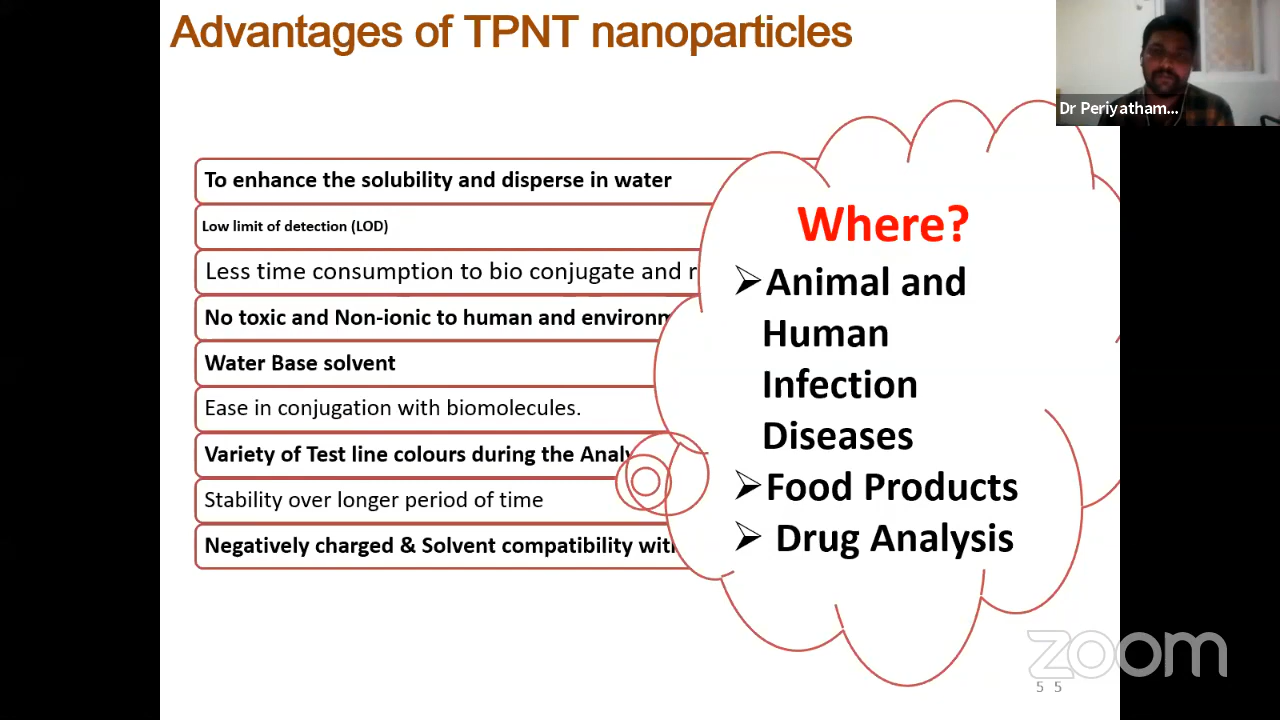 Advantages of TPNT nanoparticles
Dr Periyatham...
To enhance the solubility and disperse in water
Low limit of detection (LOD)
Less time consumption to bio conjugate and
No toxic and Non-ionic to human and
Water Base solvent
Ease in conjugation with biomolecules.
Variety of Test line colours during the
Stability over longer period of time
Negatively charged & Solvent compatibility
Where?
Animal and
Human
Infection
Diseases
Food Products
Drug Analysis
zoom
5 5